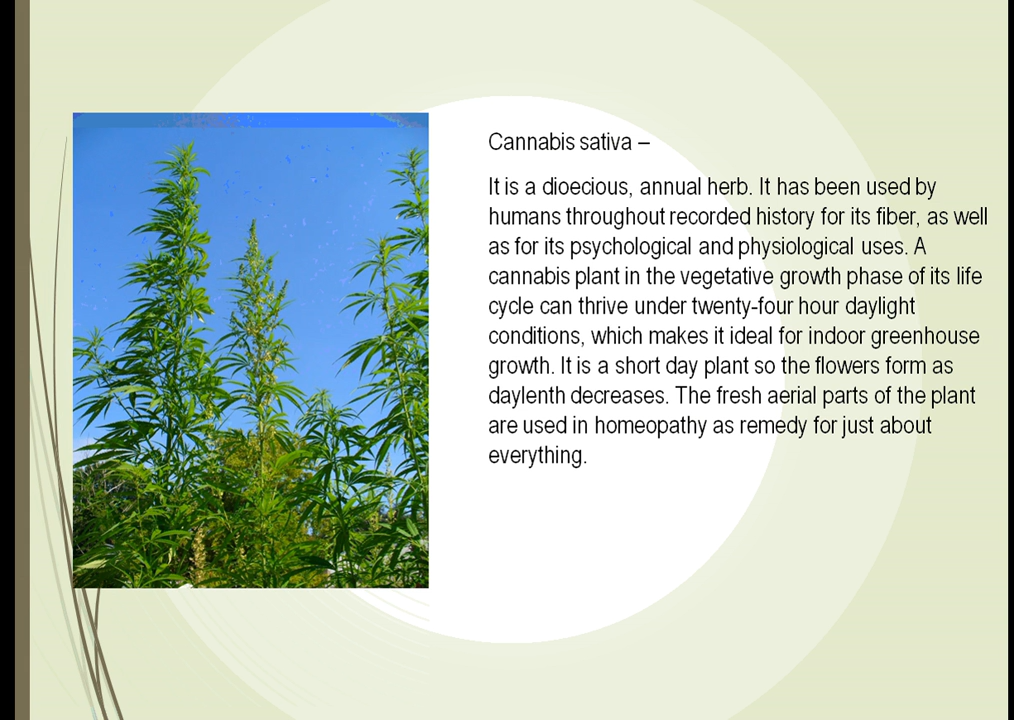 Cannabis sativa –
It is a dioecious, annual herb. It has been used by
humans throughout recorded history for its fiber, as well
as for its psychological and physiological uses. A
cannabis plant in the vegetative growth phase of its life
cycle can thrive under twenty-four hour daylight
conditions, which makes it ideal for indoor greenhouse
growth. It is a short day plant so the flowers form as
daylenth decreases. The fresh aerial parts of the plant
are used in homeopathy as remedy for just about
everything.